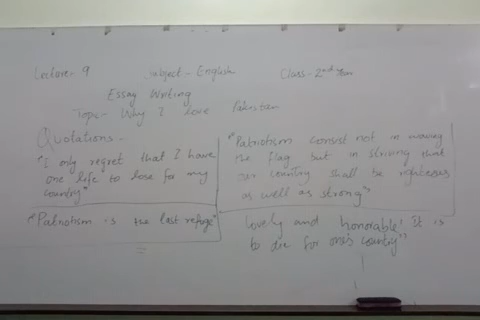 Lecture- 9 Subject- English Class- 2nd Year
Essay Writing
Topic- Why I Love Pakistan
Quotations-
"I only regret that I have
one life to lose for my
country"
"Patriotism is the last refuge"
"Patriotism consist not in waving
the flag but in striving that
our country shall be righteous
as well as strong"
lovely and honorable, It is
to die for one's country"